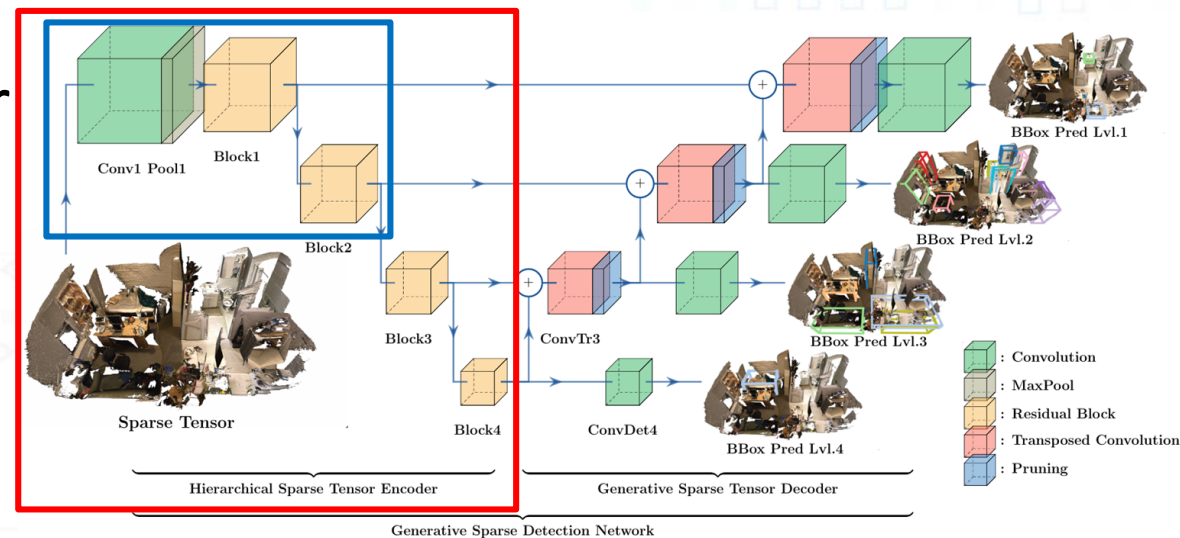 r
Conv1 Pool1
Block1
Block2
Block3
Block4
Sparse Tensor
ConvTr3
ConvDet4
BBox Pred Lvl.1
BBox Pred Lvl.2
BBox Pred Lvl.3
BBox Pred Lvl.4
: Convolution
: MaxPool
: Residual Block
: Transposed Convolution
: Pruning
Hierarchical Sparse Tensor Encoder
Generative Sparse Tensor Decoder
Generative Sparse Detection Network